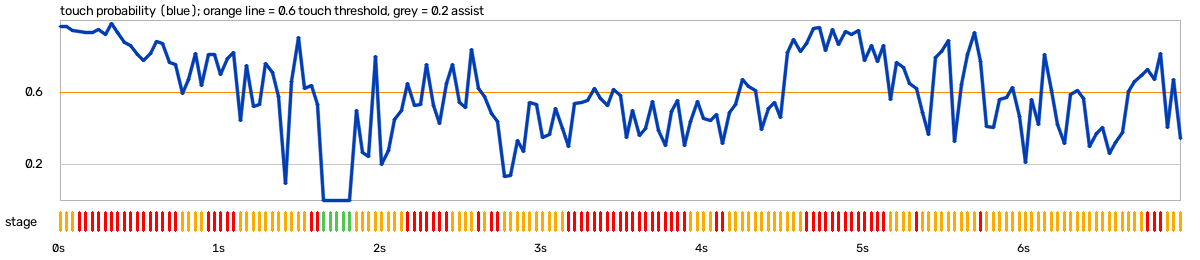 touch probability (blue); orange line = 0.6 touch threshold, grey = 0.2 assist
0.6
0.2
stage
0s 1s 2s 3s 4s 5s 6s